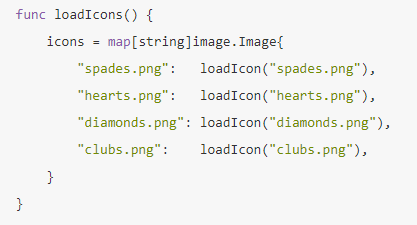 func loadIcons() {
    icons = map[string]image.Image{
        "spades.png":   loadIcon("spades.png"),
        "hearts.png":   loadIcon("hearts.png"),
        "diamonds.png": loadIcon("diamonds.png"),
        "clubs.png":    loadIcon("clubs.png"),
    }
}